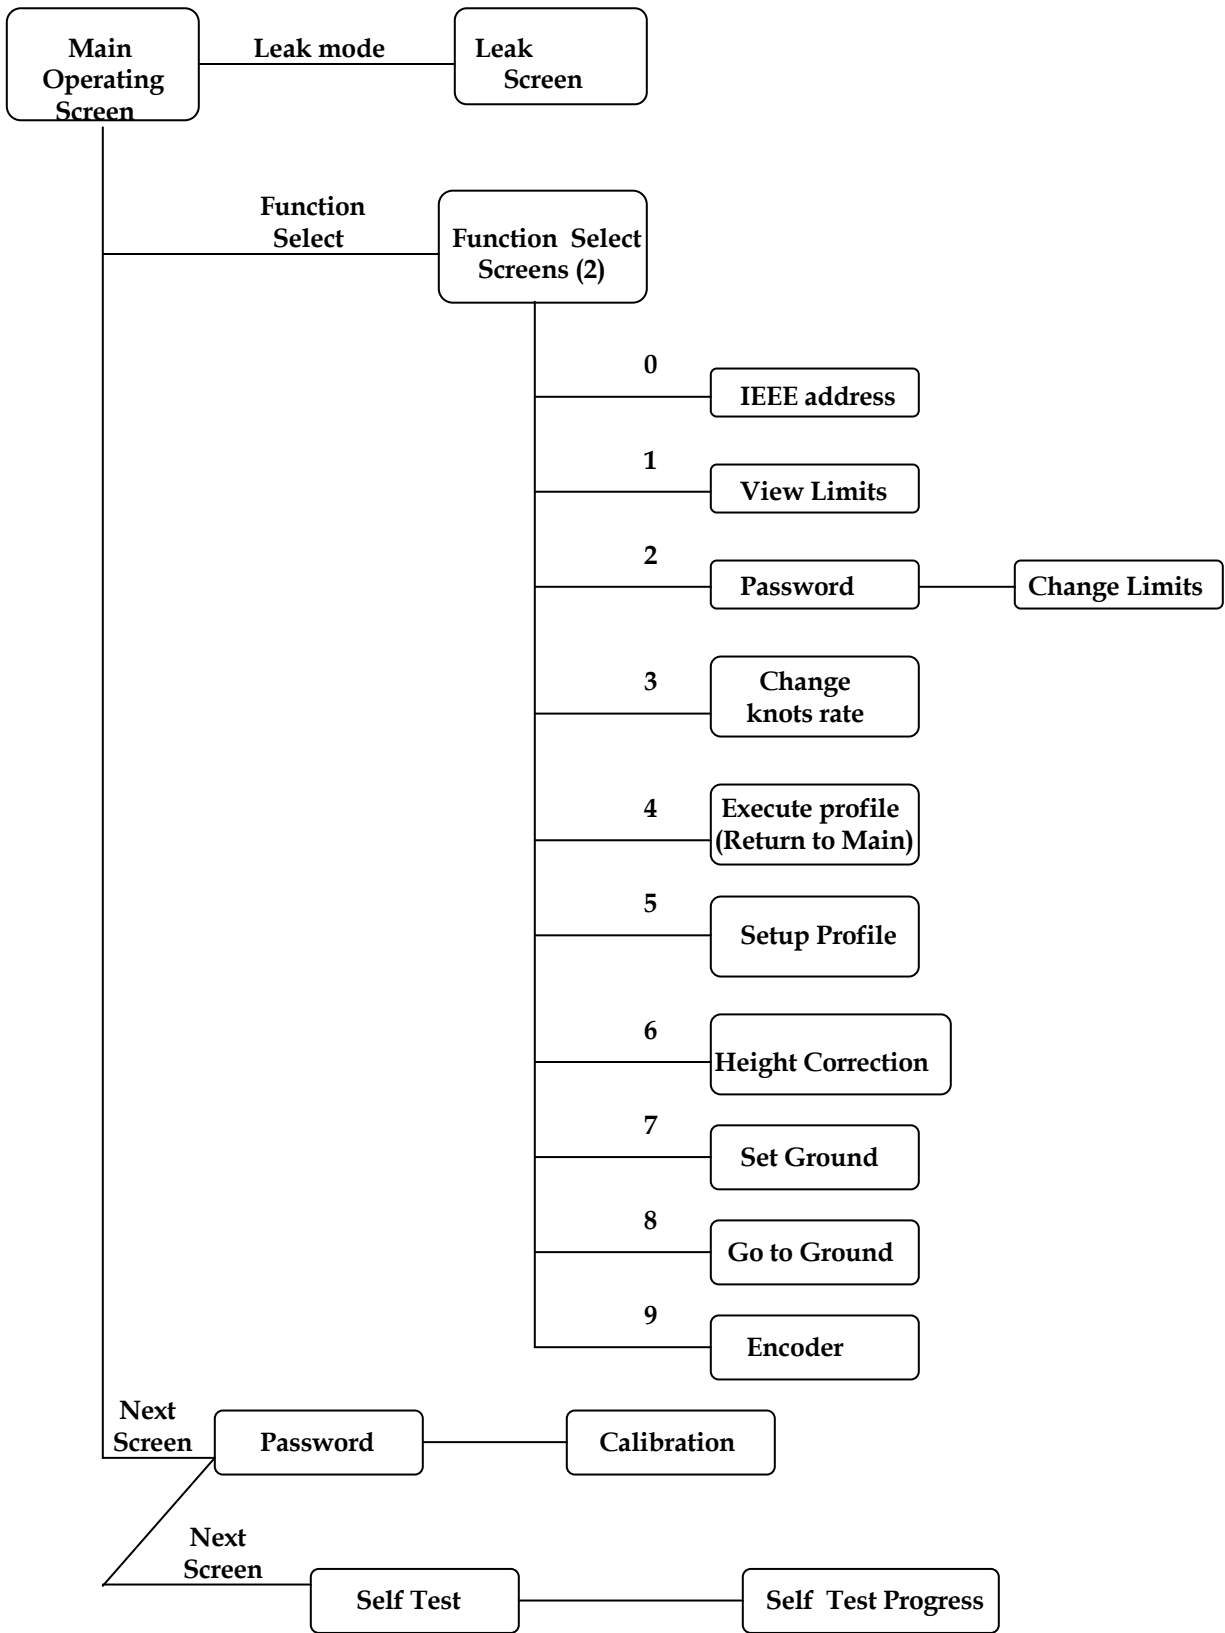 Main
Operating
Screen
Leak mode
Leak
Screen
Function
Select
Function Select
Screens (2)
0
IEEE address
1
View Limits
2
Password
Change Limits
3
Change
knots rate
4
Execute profile
(Return to Main)
5
Setup Profile
6
Height Correction
7
Set Ground
8
Go to Ground
9
Encoder
Next
Screen
Password
Calibration
Next
Screen
Self Test
Self Test Progress